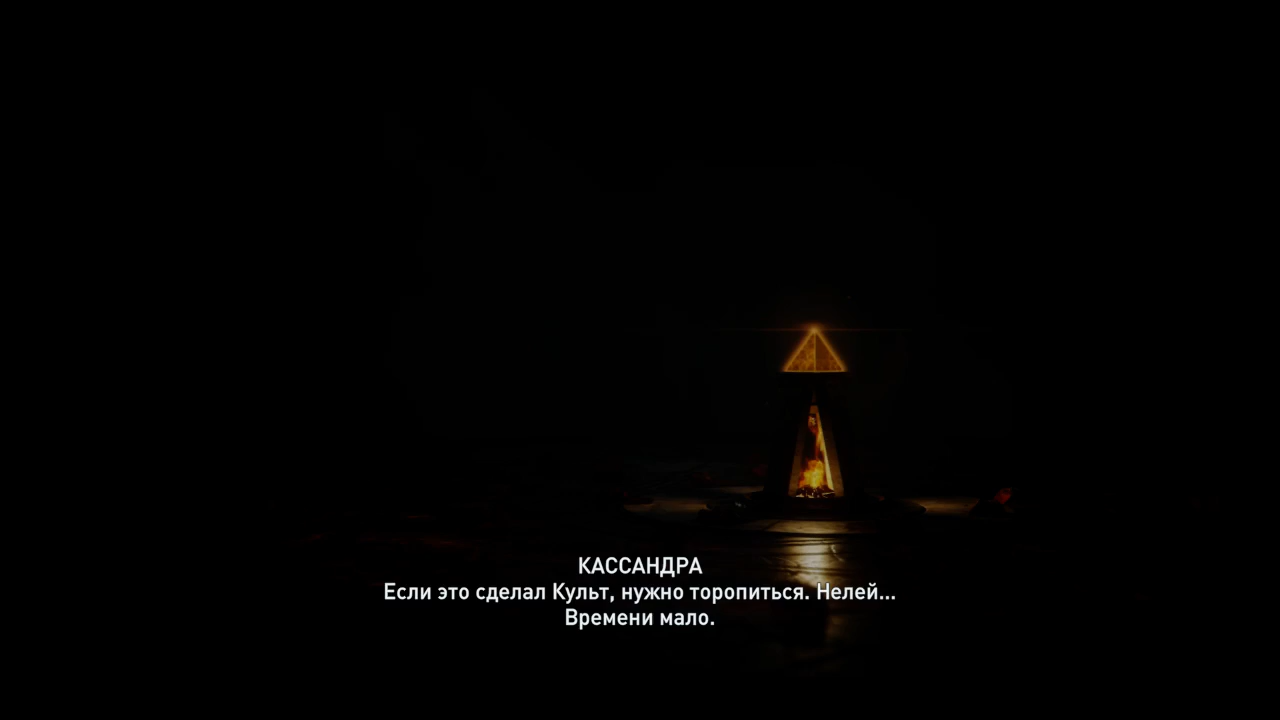 КАССАНДРА
Если это сделал Культ, нужно торопиться. Нелей...
Времени мало.